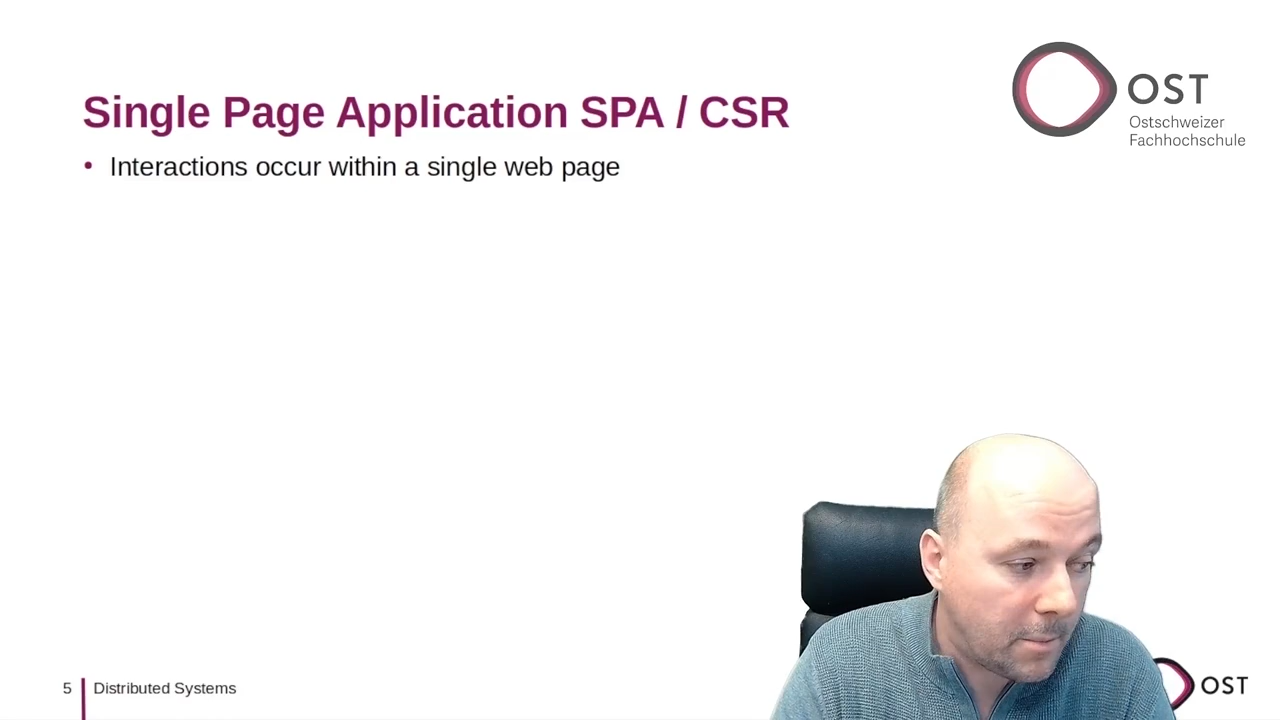 OST
Ostschweizer
Fachhochschule
Single Page Application SPA / CSR
• Interactions occur within a single web page
5 Distributed Systems
OST